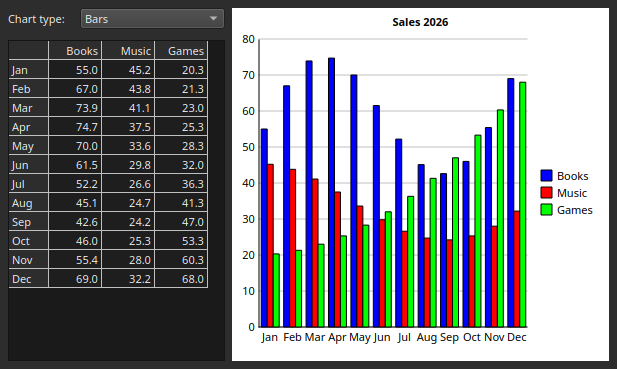 Chart type: Bars
Books Music Games
Jan 55.0 45.2 20.3
Feb 67.0 43.8 21.3
Mar 73.9 41.1 23.0
Apr 74.7 37.5 25.3
May 70.0 33.6 28.3
Jun 61.5 29.8 32.0
Jul 52.2 26.6 36.3
Aug 45.1 24.7 41.3
Sep 42.6 24.2 47.0
Oct 46.0 25.3 53.3
Nov 55.4 28.0 60.3
Dec 69.0 32.2 68.0
Sales 2026
80
70
60
50
40
30
20
10
0
Jan Feb Mar Apr May Jun Jul Aug Sep Oct Nov Dec
Books
Music
Games